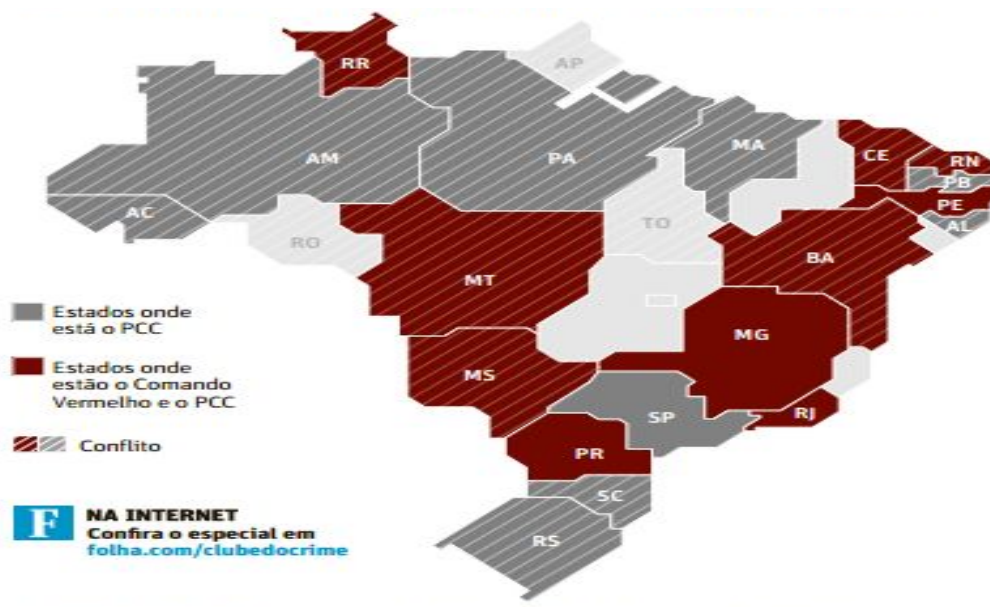 RR
AP
AM
PA
MA
CE
RN
PB
PE
AL
AC
RO
TO
BA
MT
MG
MS
SP
RJ
PR
SC
RS
Estados onde
está o PCC
Estados onde
estão o Comando
Vermelho e o PCC
Conflito
F
NA INTERNET
Confira o especial em
folha.com/clubedocrime